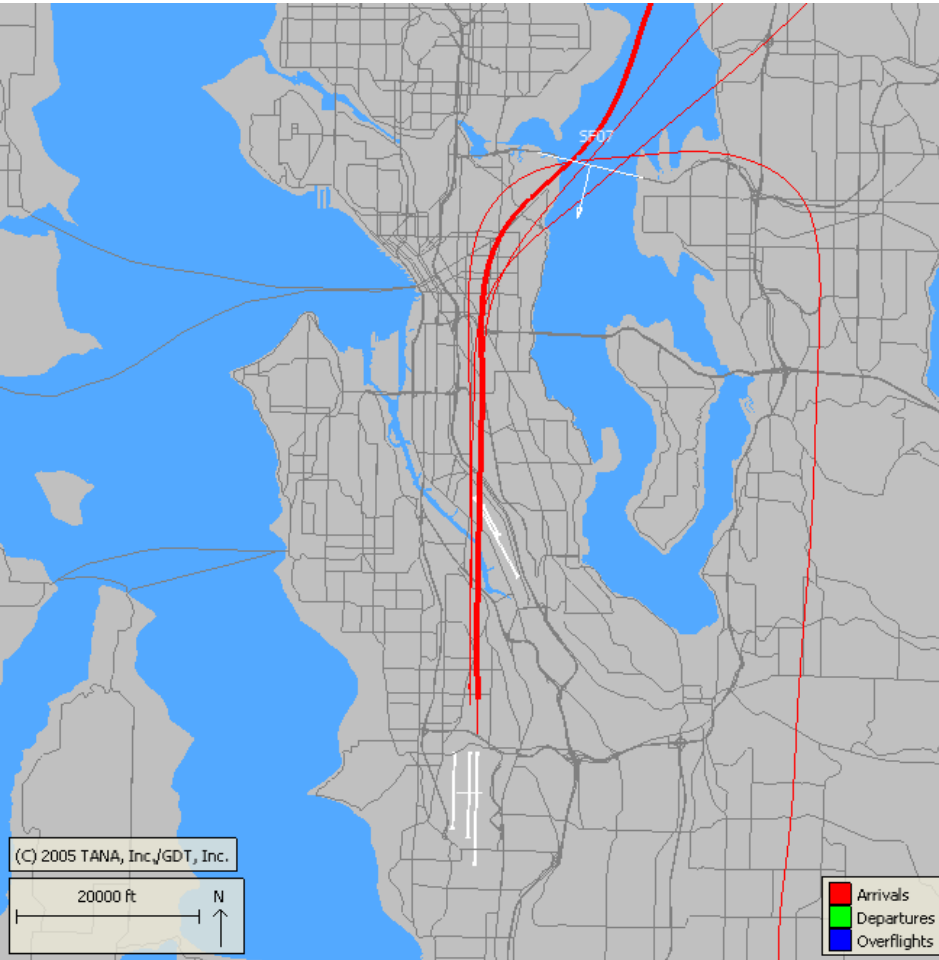 SF07
(C) 2005 TANA, Inc./GDT, Inc.
20000 ft
N
Arrivals
Departures
Overflights